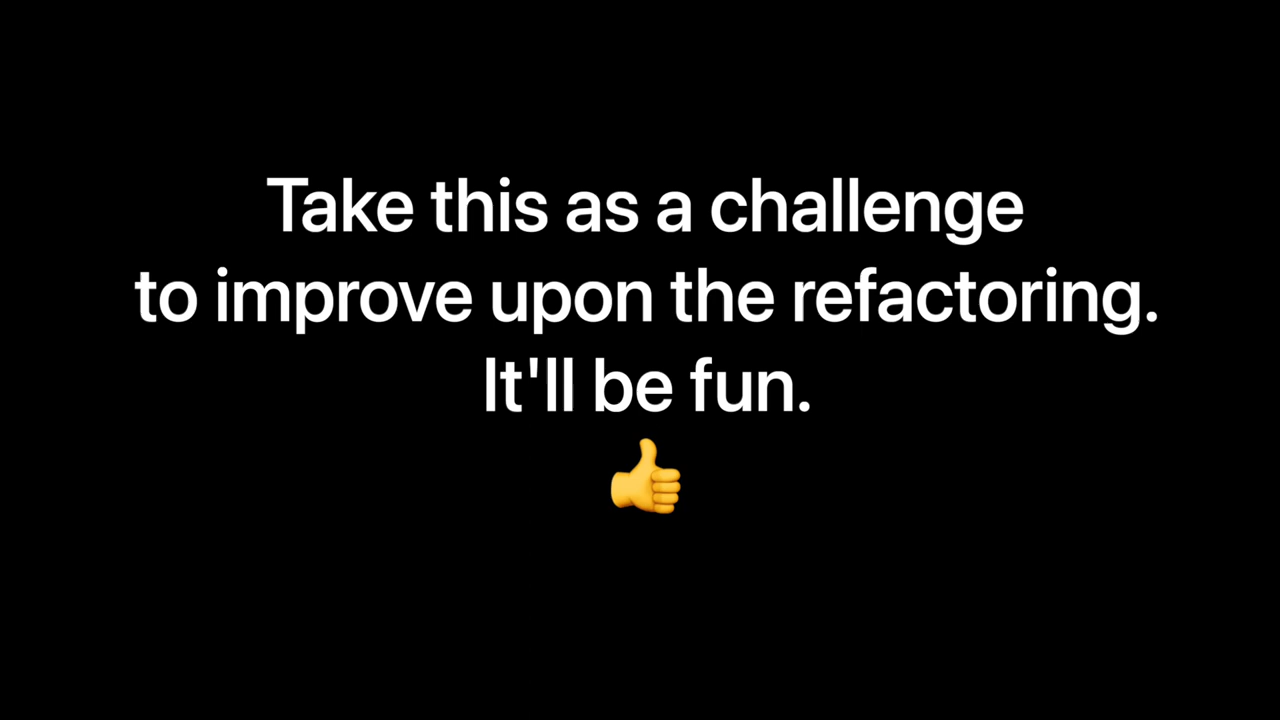 Take this as a challenge
to improve upon the refactoring.
It'll be fun.
👍